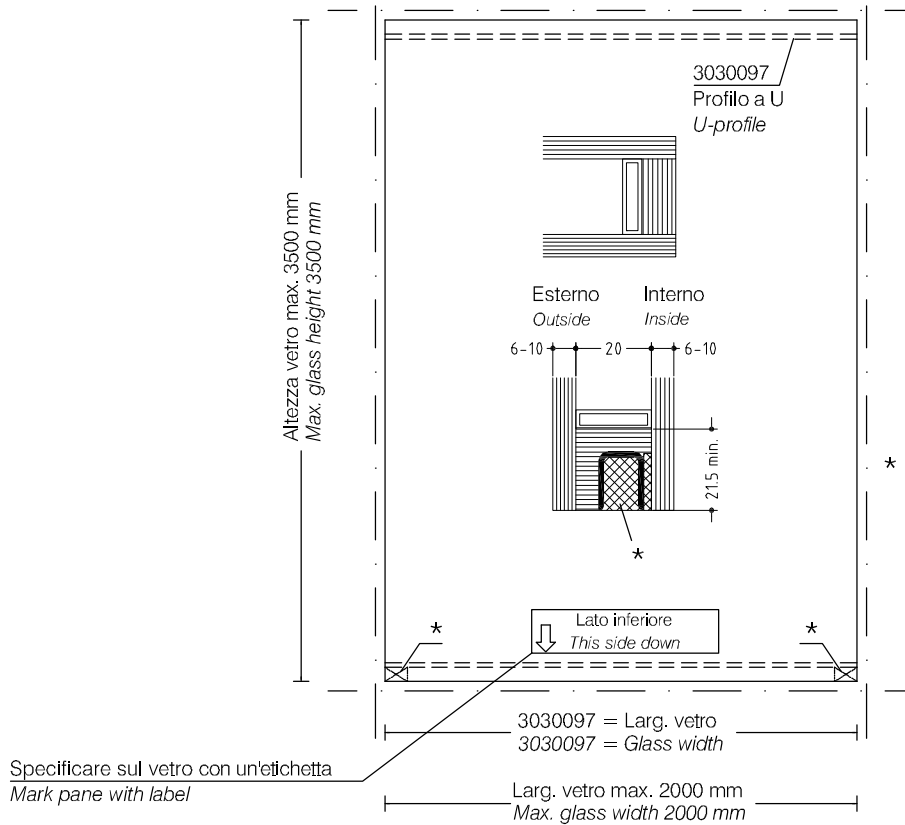 3030097
Profilo a U
U-profile
Altezza vetro max. 3500 mm
Max. glass height 3500 mm
Esterno Interno
Outside Inside
6-10 20 6-10
21.5 min.
*
*
Lato inferiore
This side down
* *
3030097 = Larg. vetro
3030097 = Glass width
Specificare sul vetro con un'etichetta
Mark pane with label
Larg. vetro max. 2000 mm
Max. glass width 2000 mm